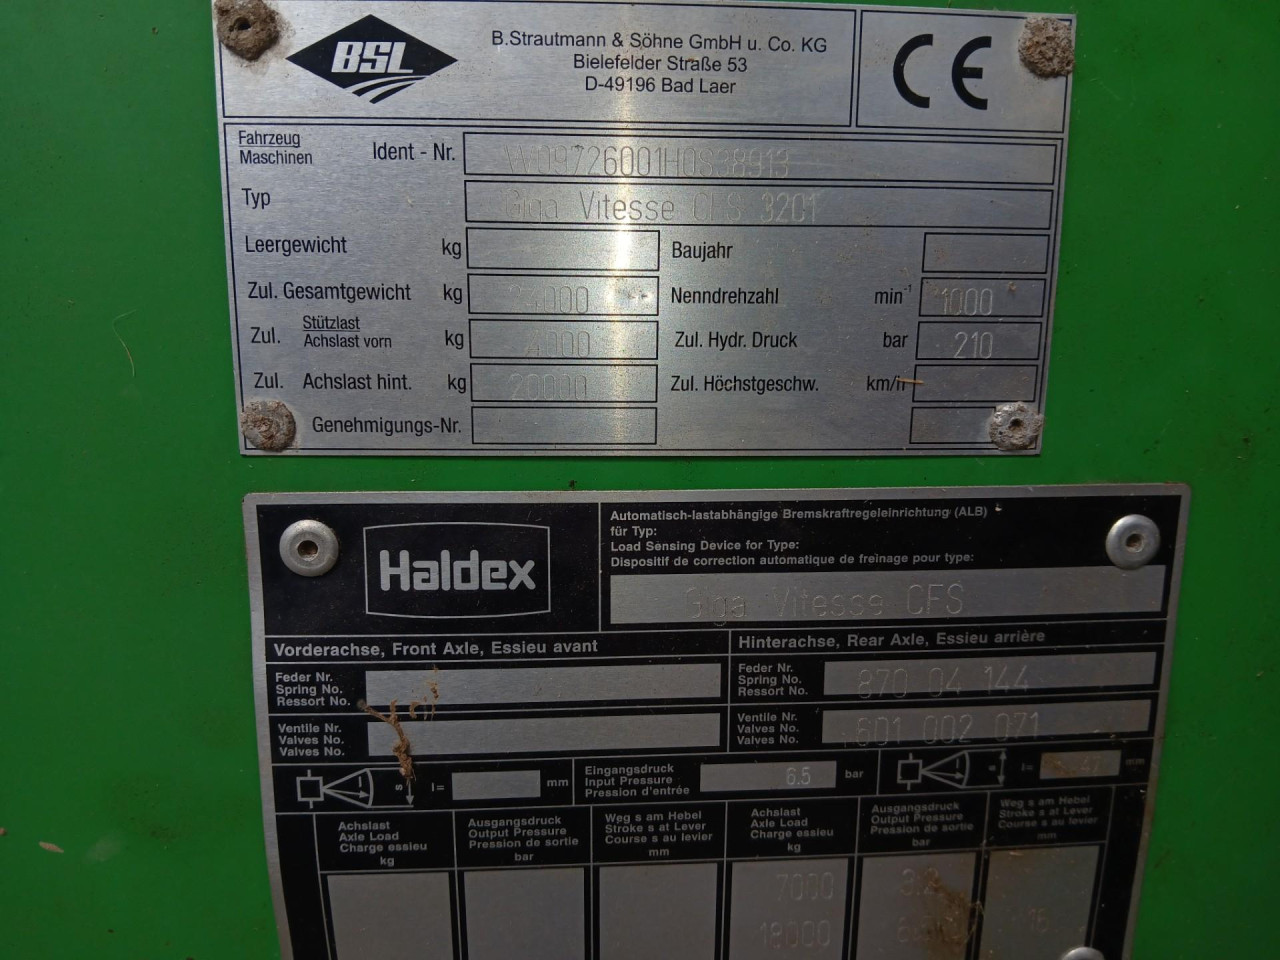 BSL
B.Strautmann & Söhne GmbH u. Co. KG
Bielefelder Straße 53
D-49196 Bad Laer
CE
Fahrzeug
Maschinen
Ident - Nr.
W09726001H0S38913
Typ
Giga Vitesse CFS 3201
Leergewicht kg
Baujahr
Zul. Gesamtgewicht kg
Nenndrehzahl min⁻¹ 1000
Zul. Stützlast
Achslast vorn kg 4000
Zul. Hydr. Druck bar 210
Zul. Achslast hint. kg 20000
Zul. Höchstgeschw. km/h
Genehmigungs-Nr.
Haldex
Automatisch-lastabhängige Bremskraftregeleinrichtung (ALB)
für Typ:
Load Sensing Device for Type:
Dispositif de correction automatique de freinage pour type:
Giga Vitesse CFS
Vorderachse, Front Axle, Essieu avant
Hinterachse, Rear Axle, Essieu arrière
Feder Nr.
Spring No.
Ressort No.
Feder Nr.
Spring No.
Ressort No.
870 04 144
Ventile Nr.
Valves No.
Valves No.
Ventile Nr.
Valves No.
Valves No.
601 002 071
s
l= mm
Eingangsdruck
Input Pressure
Pression d'entrée
6.5 bar
s
l= mm
Achslast
Axle Load
Charge essieu
kg
Ausgangsdruck
Output Pressure
Pression de sortie
bar
Weg s am Hebel
Stroke s at Lever
Course s au levier
mm
Achslast
Axle Load
Charge essieu
kg
Ausgangsdruck
Output Pressure
Pression de sortie
bar
Weg s am Hebel
Stroke s at Lever
Course s au levier
mm
7000
18000